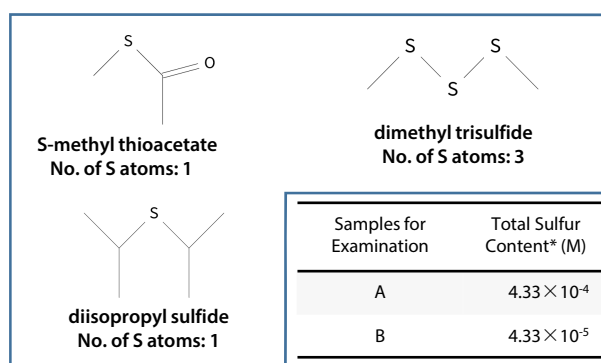 S
O
S-methyl thioacetate
No. of S atoms: 1
S S
S
dimethyl trisulfide
No. of S atoms: 3
S
diisopropyl sulfide
No. of S atoms: 1
Samples for Examination Total Sulfur Content* (M)
A 4.33×10⁻⁴
B 4.33×10⁻⁵